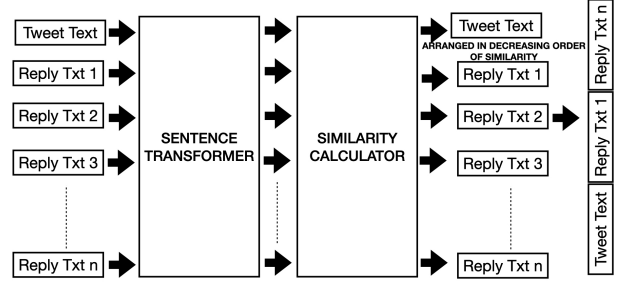 Tweet Text
Reply Txt 1
Reply Txt 2
Reply Txt 3
Reply Txt n
SENTENCE
TRANSFORMER
SIMILARITY
CALCULATOR
Tweet Text
ARRANGED IN DECREASING ORDER
OF SIMILARITY
Reply Txt 1
Reply Txt 2
Reply Txt 3
Reply Txt n
Reply Txt n
Reply Txt 1
Tweet Text